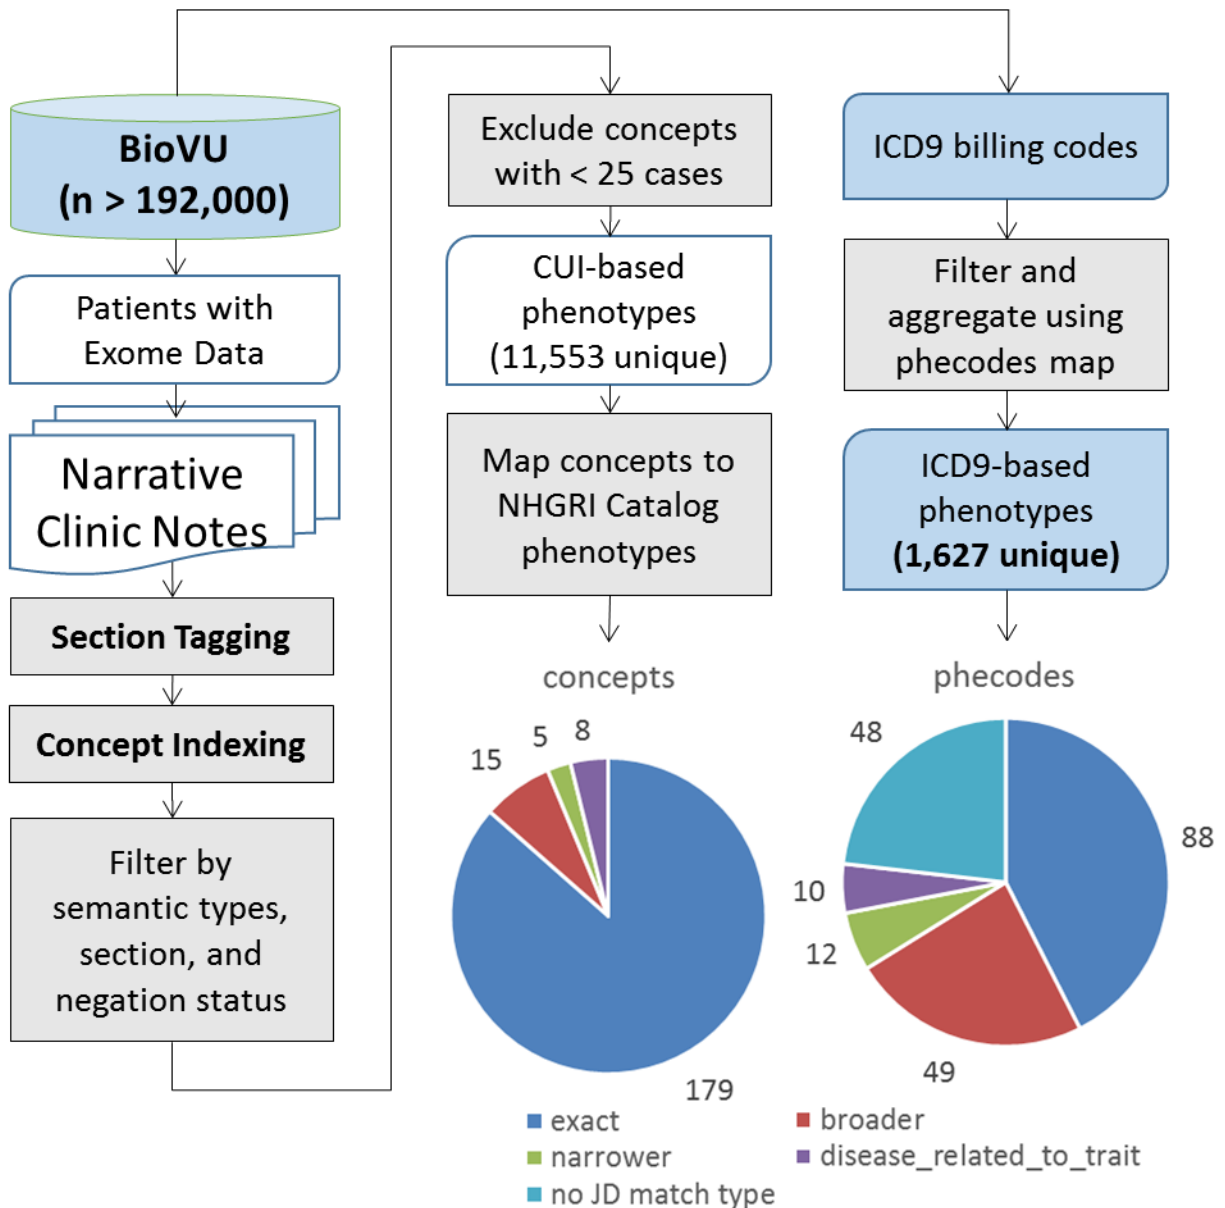 BioVU
(n > 192,000)
Patients with
Exome Data
Narrative
Clinic Notes
Section Tagging
Concept Indexing
Filter by
semantic types,
section, and
negation status
Exclude concepts
with < 25 cases
CUI-based
phenotypes
(11,553 unique)
Map concepts to
NHGRI Catalog
phenotypes
ICD9 billing codes
Filter and
aggregate using
phecodes map
ICD9-based
phenotypes
(1,627 unique)
concepts
15
5
8
179
phecodes
48
88
10
12
49
exact
broader
narrower
disease_related_to_trait
no JD match type